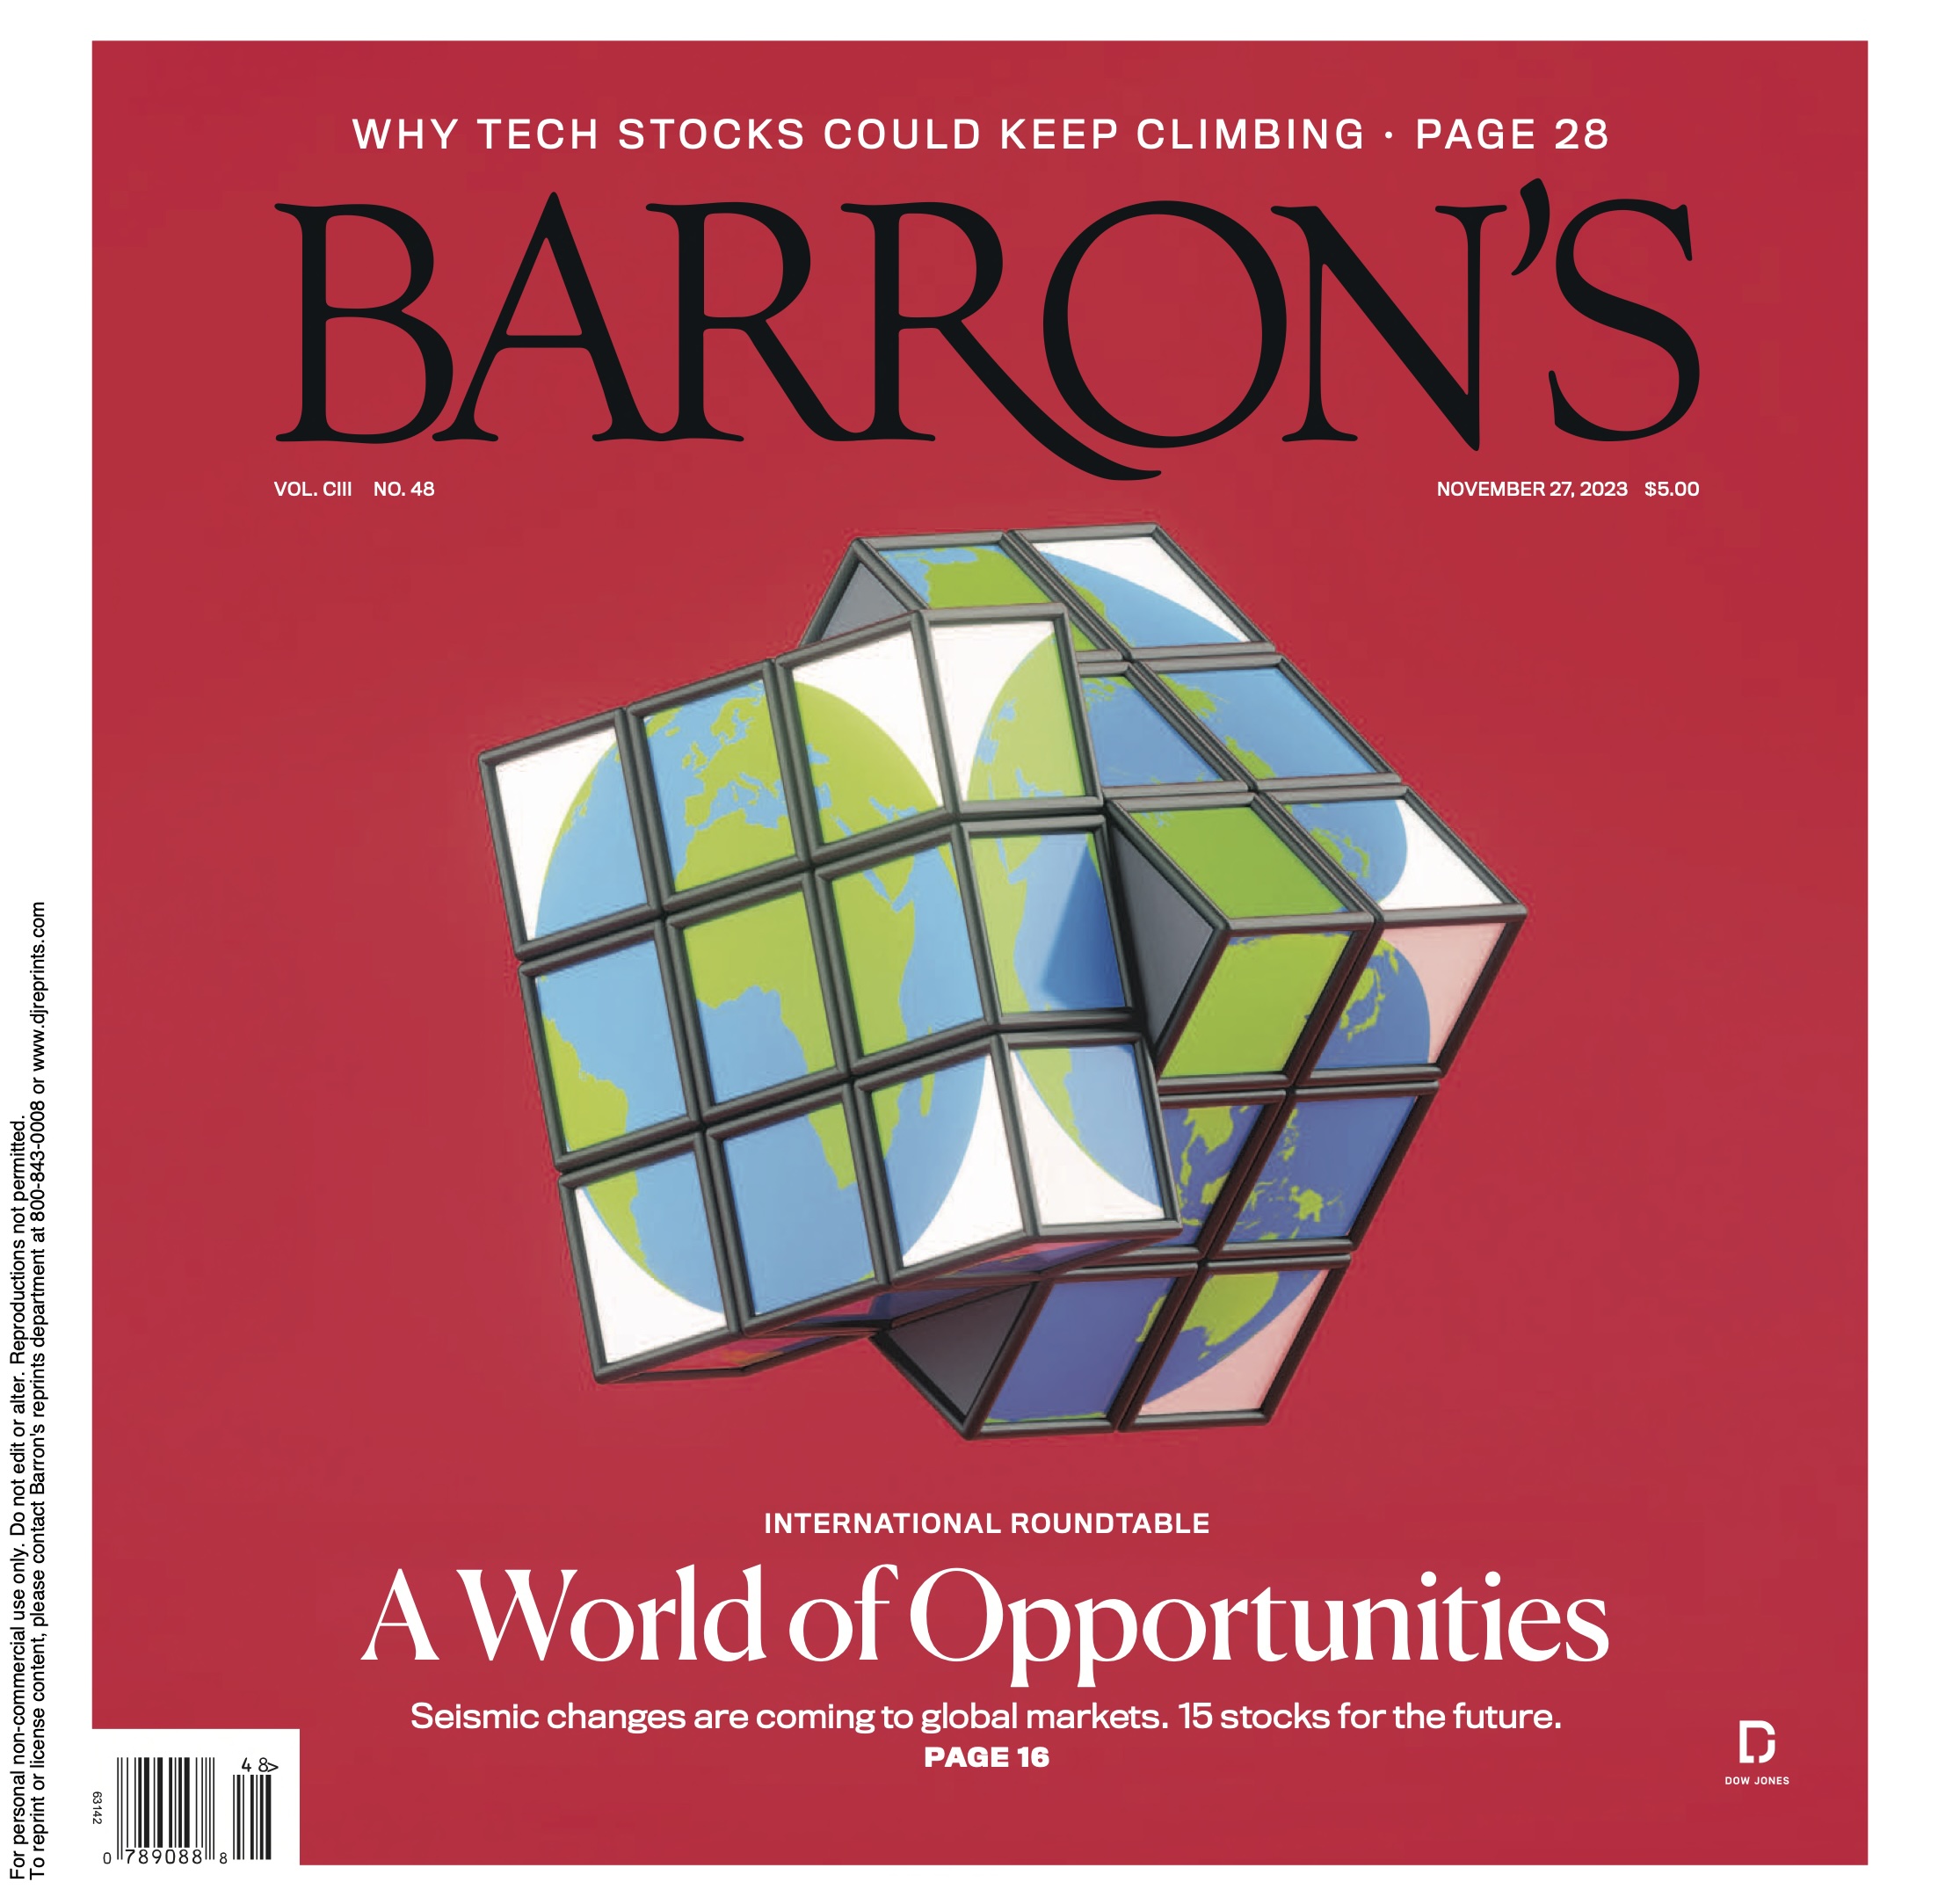 WHY TECH STOCKS COULD KEEP CLIMBING · PAGE 28
BARRON'S
VOL. CIII NO. 48
NOVEMBER 27, 2023 $5.00
INTERNATIONAL ROUNDTABLE
A World of Opportunities
Seismic changes are coming to global markets. 15 stocks for the future.
PAGE 16
DOW JONES
48>
63142
0 789088 8
For personal non-commercial use only. Do not edit or alter. Reproductions not permitted.
To reprint or license content, please contact Barron's reprints department at 800-843-0008 or www.djreprints.com